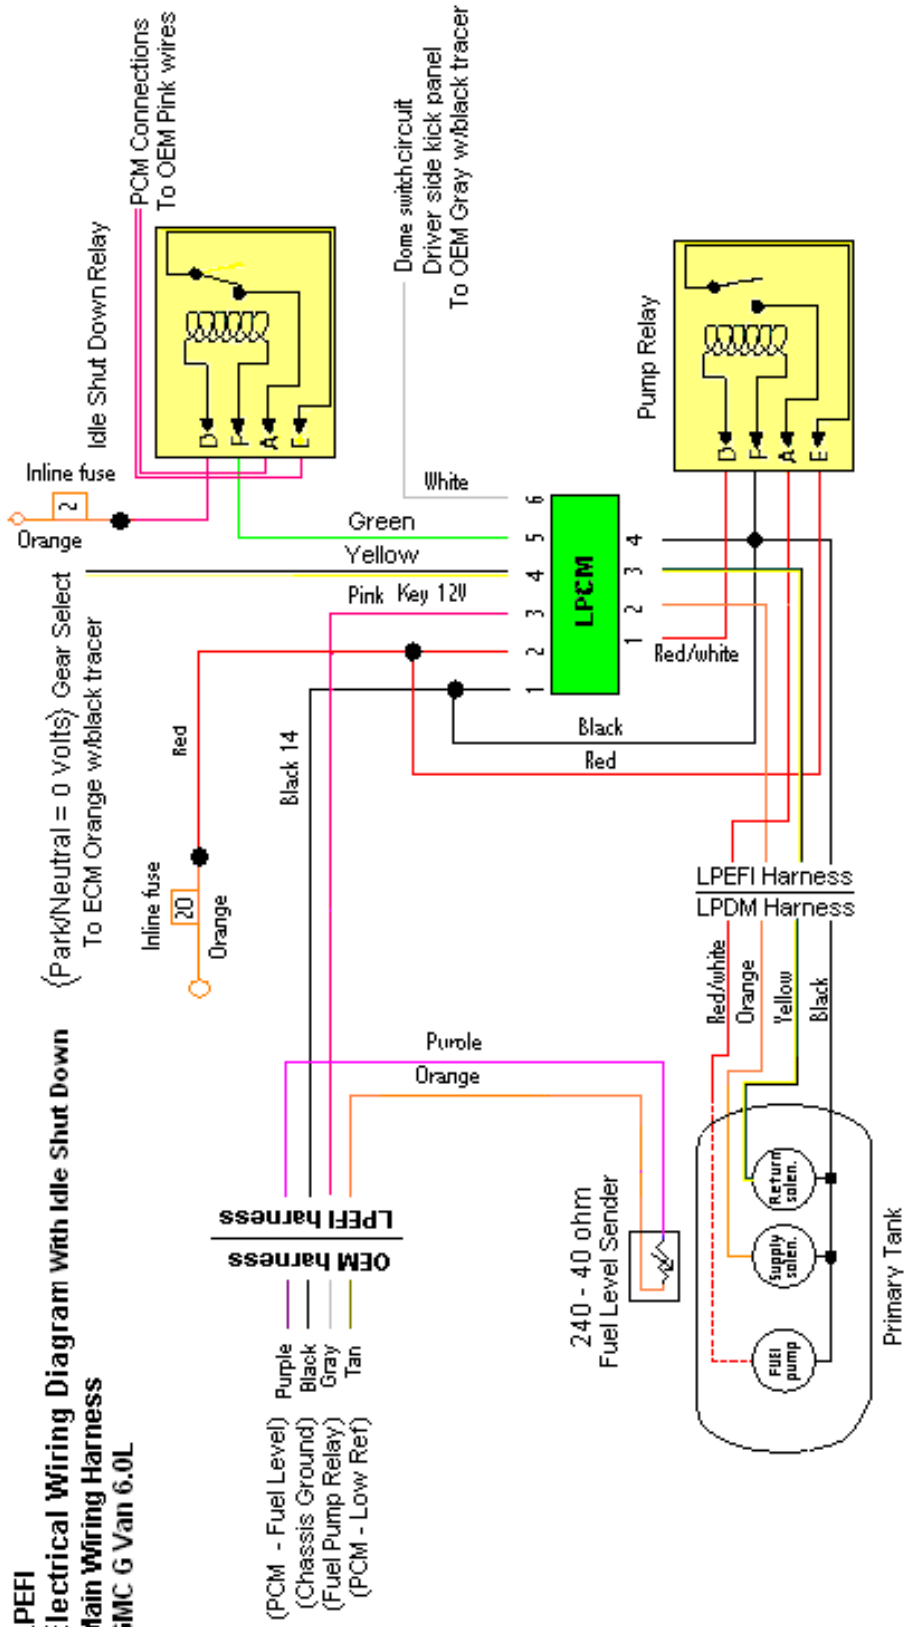 LPEFI
Electrical Wiring Diagram With Idle Shut Down
Main Wiring Harness
GMC G Van 6.0L
(Park/Neutral = 0 Volts) Gear Select
To ECM Orange w/black tracer
Inline fuse
20
Orange
Red
Inline fuse
2
Orange
Idle Shut Down Relay
D
F
A
E
PCM Connections
To OEM Pink wires
Dome switch circuit
Driver side kick panel
To OEM Gray w/black tracer
White
Green
Yellow
Pink Key 12V
Black 14
1
2
3
4
5
6
LPCM
1
2
3
4
Red/white
Black
Red
Pump Relay
D
F
A
E
LPEFI Harness
LPDM Harness
Red/white
Orange
Yellow
Black
Purole
Orange
LPEFI harness
OEM harness
Purple
Black
Gray
Tan
(PCM - Fuel Level)
(Chassis Ground)
(Fuel Pump Relay)
(PCM - Low Ref)
240 - 40 ohm
Fuel Level Sender
Return
solen.
Supply
solen.
FUEl
pump
Primary Tank